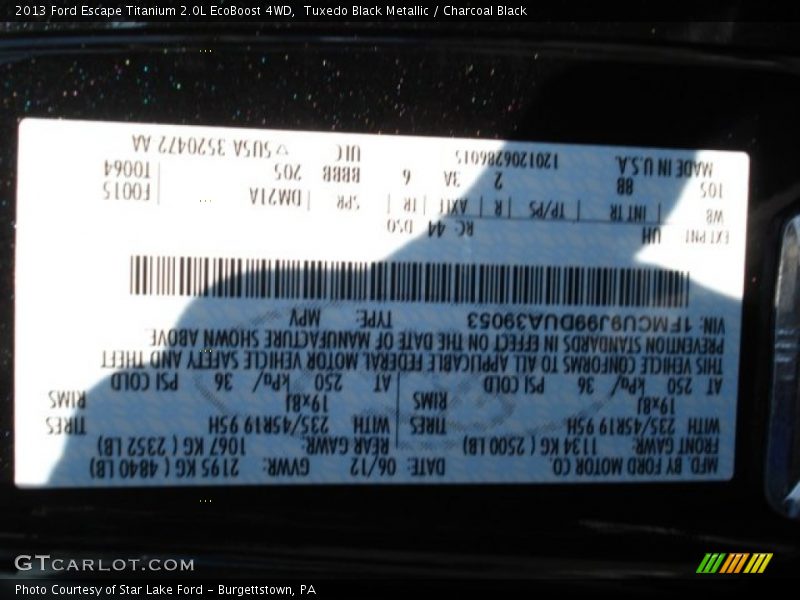 2013 Ford Escape Titanium 2.0L EcoBoost 4WD, Tuxedo Black Metallic / Charcoal Black
MFD. BY FORD MOTOR CO.
DATE: 06/12 GVWR: 2195 KG ( 4840 LB)
FRONT GAWR: 1134 KG ( 2500 LB) REAR GAWR: 1067 KG ( 2352 LB)
WITH 235/45R19 95H TIRES WITH 235/45R19 95H TIRES
19x8J RIMS 19x8J RIMS
AT 250 kPa/ 36 PSI COLD AT 250 kPa/ 36 PSI COLD
THIS VEHICLE CONFORMS TO ALL APPLICABLE FEDERAL MOTOR VEHICLE SAFETY AND THEFT
PREVENTION STANDARDS IN EFFECT ON THE DATE OF MANUFACTURE SHOWN ABOVE.
VIN: 1FMCU9J99DUA39053 TYPE: MPV
EXT PNT UH RC: 44 DSO
WB INT TR TP/PS R AXLE TR SPR
105 88 2 3A 6 8888 205 DM21A F0015
T0064
MADE IN U.S.A. 120120628601S UIC ▽ SU5A 3520472 AA
GTCARLOT.COM
Photo Courtesy of Star Lake Ford - Burgettstown, PA